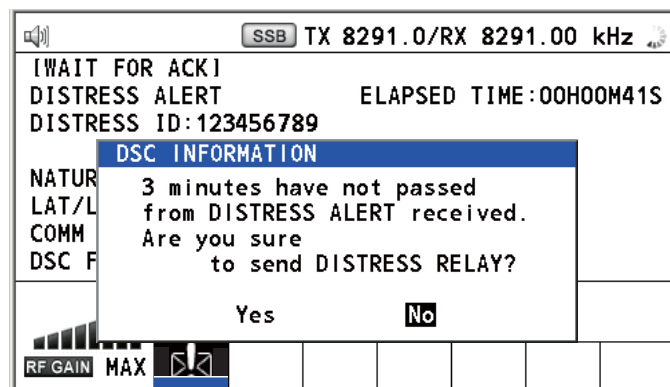 SSB TX 8291.0/RX 8291.00 kHz
[WAIT FOR ACK]
DISTRESS ALERT ELAPSED TIME:00H00M41S
DISTRESS ID:123456789
DSC INFORMATION
NATUR
LAT/L
COMM
DSC F
3 minutes have not passed
from DISTRESS ALERT received.
Are you sure
to send DISTRESS RELAY?
Yes No
RF GAIN MAX